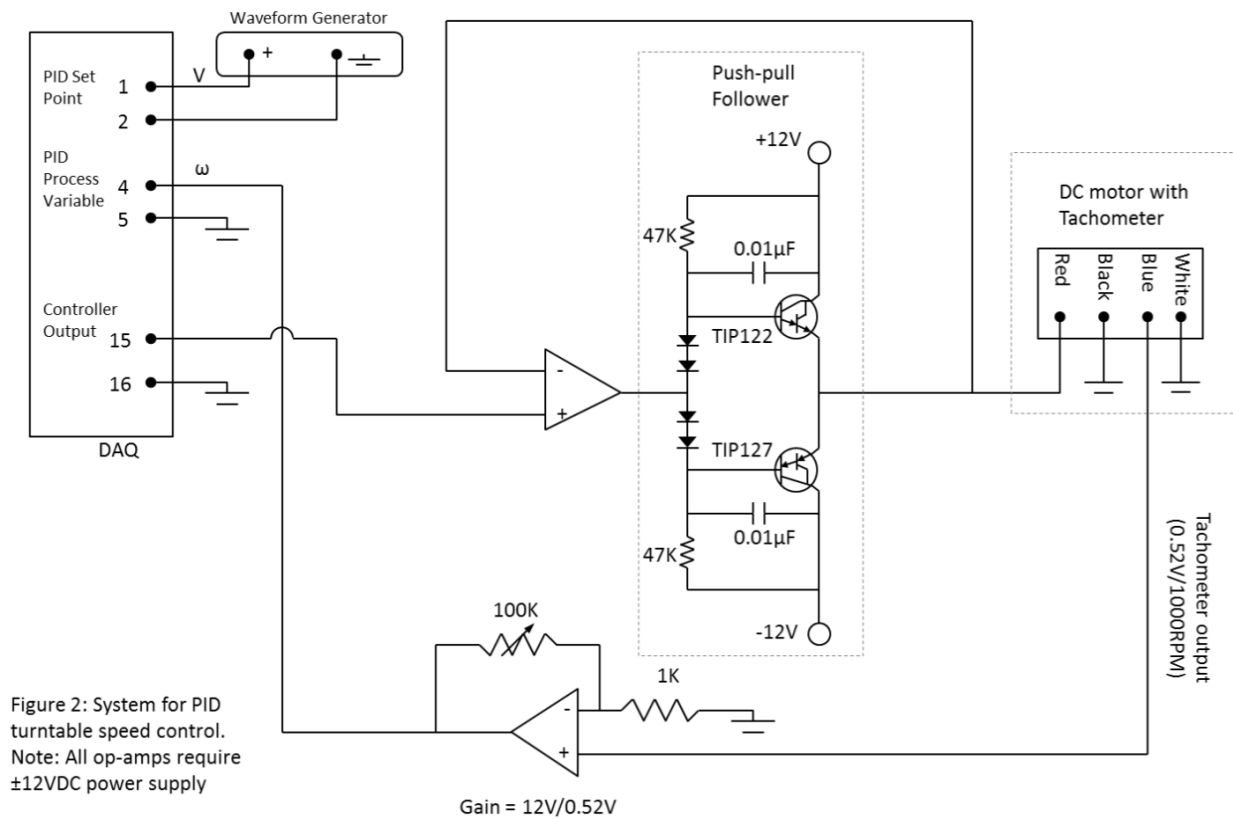 Waveform Generator
+
PID Set
Point
1
V
2
PID
Process
Variable
4
ω
5
Controller
Output
15
16
DAQ
-
+
Push-pull
Follower
+12V
47K
0.01µF
TIP122
TIP127
0.01µF
47K
-12V
DC motor with
Tachometer
Red
Black
Blue
White
Tachometer output
(0.52V/1000RPM)
100K
1K
-
+
Gain = 12V/0.52V
Figure 2: System for PID
turntable speed control.
Note: All op-amps require
±12VDC power supply